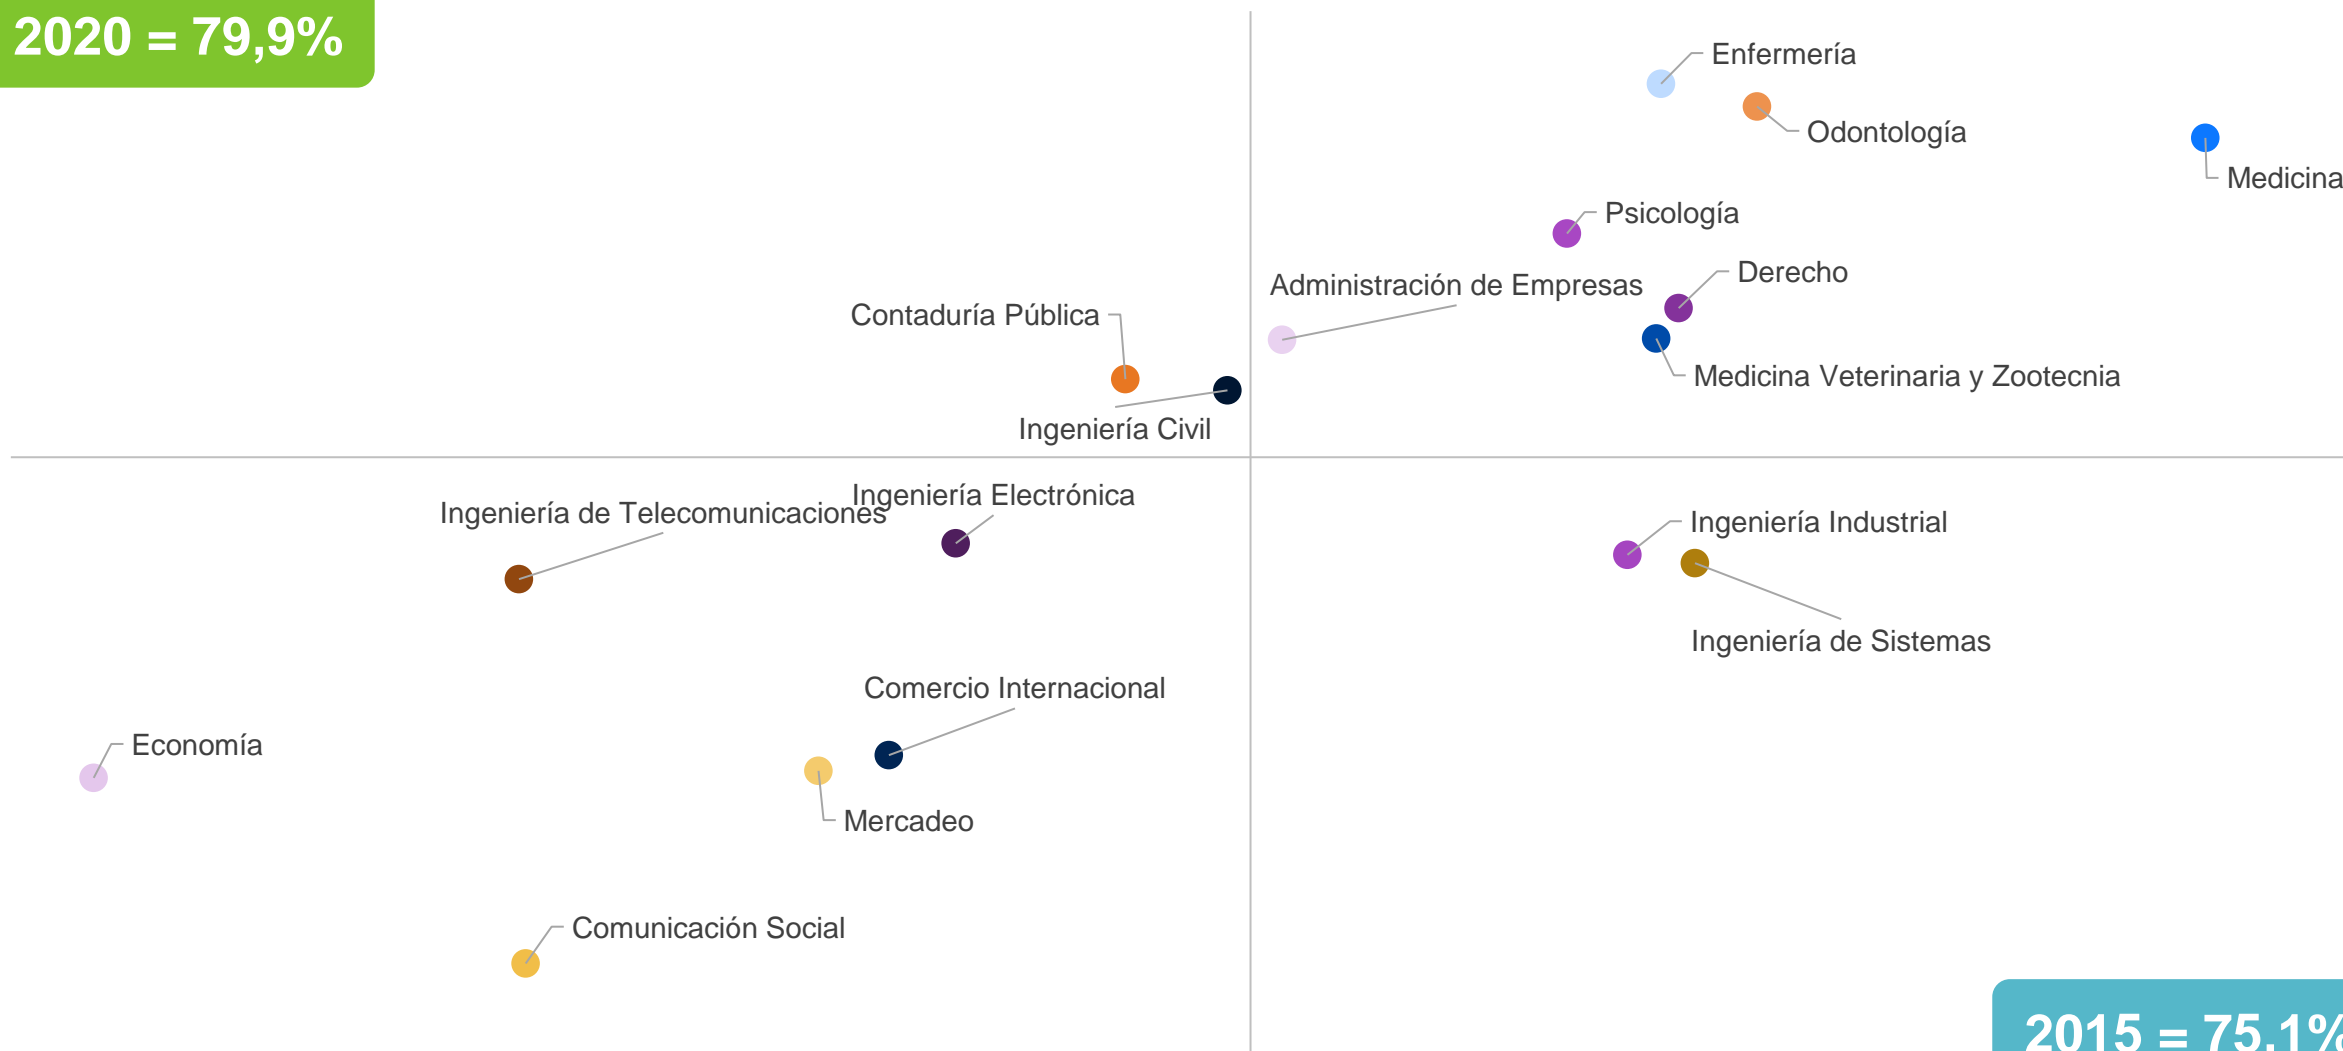 2020 = 79,9%
Enfermería
Odontología
Medicina
Psicología
Derecho
Administración de Empresas
Contaduría Pública
Medicina Veterinaria y Zootecnia
Ingeniería Civil
Ingeniería Electrónica
Ingeniería de Telecomunicaciones
Ingeniería Industrial
Ingeniería de Sistemas
Comercio Internacional
Economía
Mercadeo
Comunicación Social
2015 = 75,1%